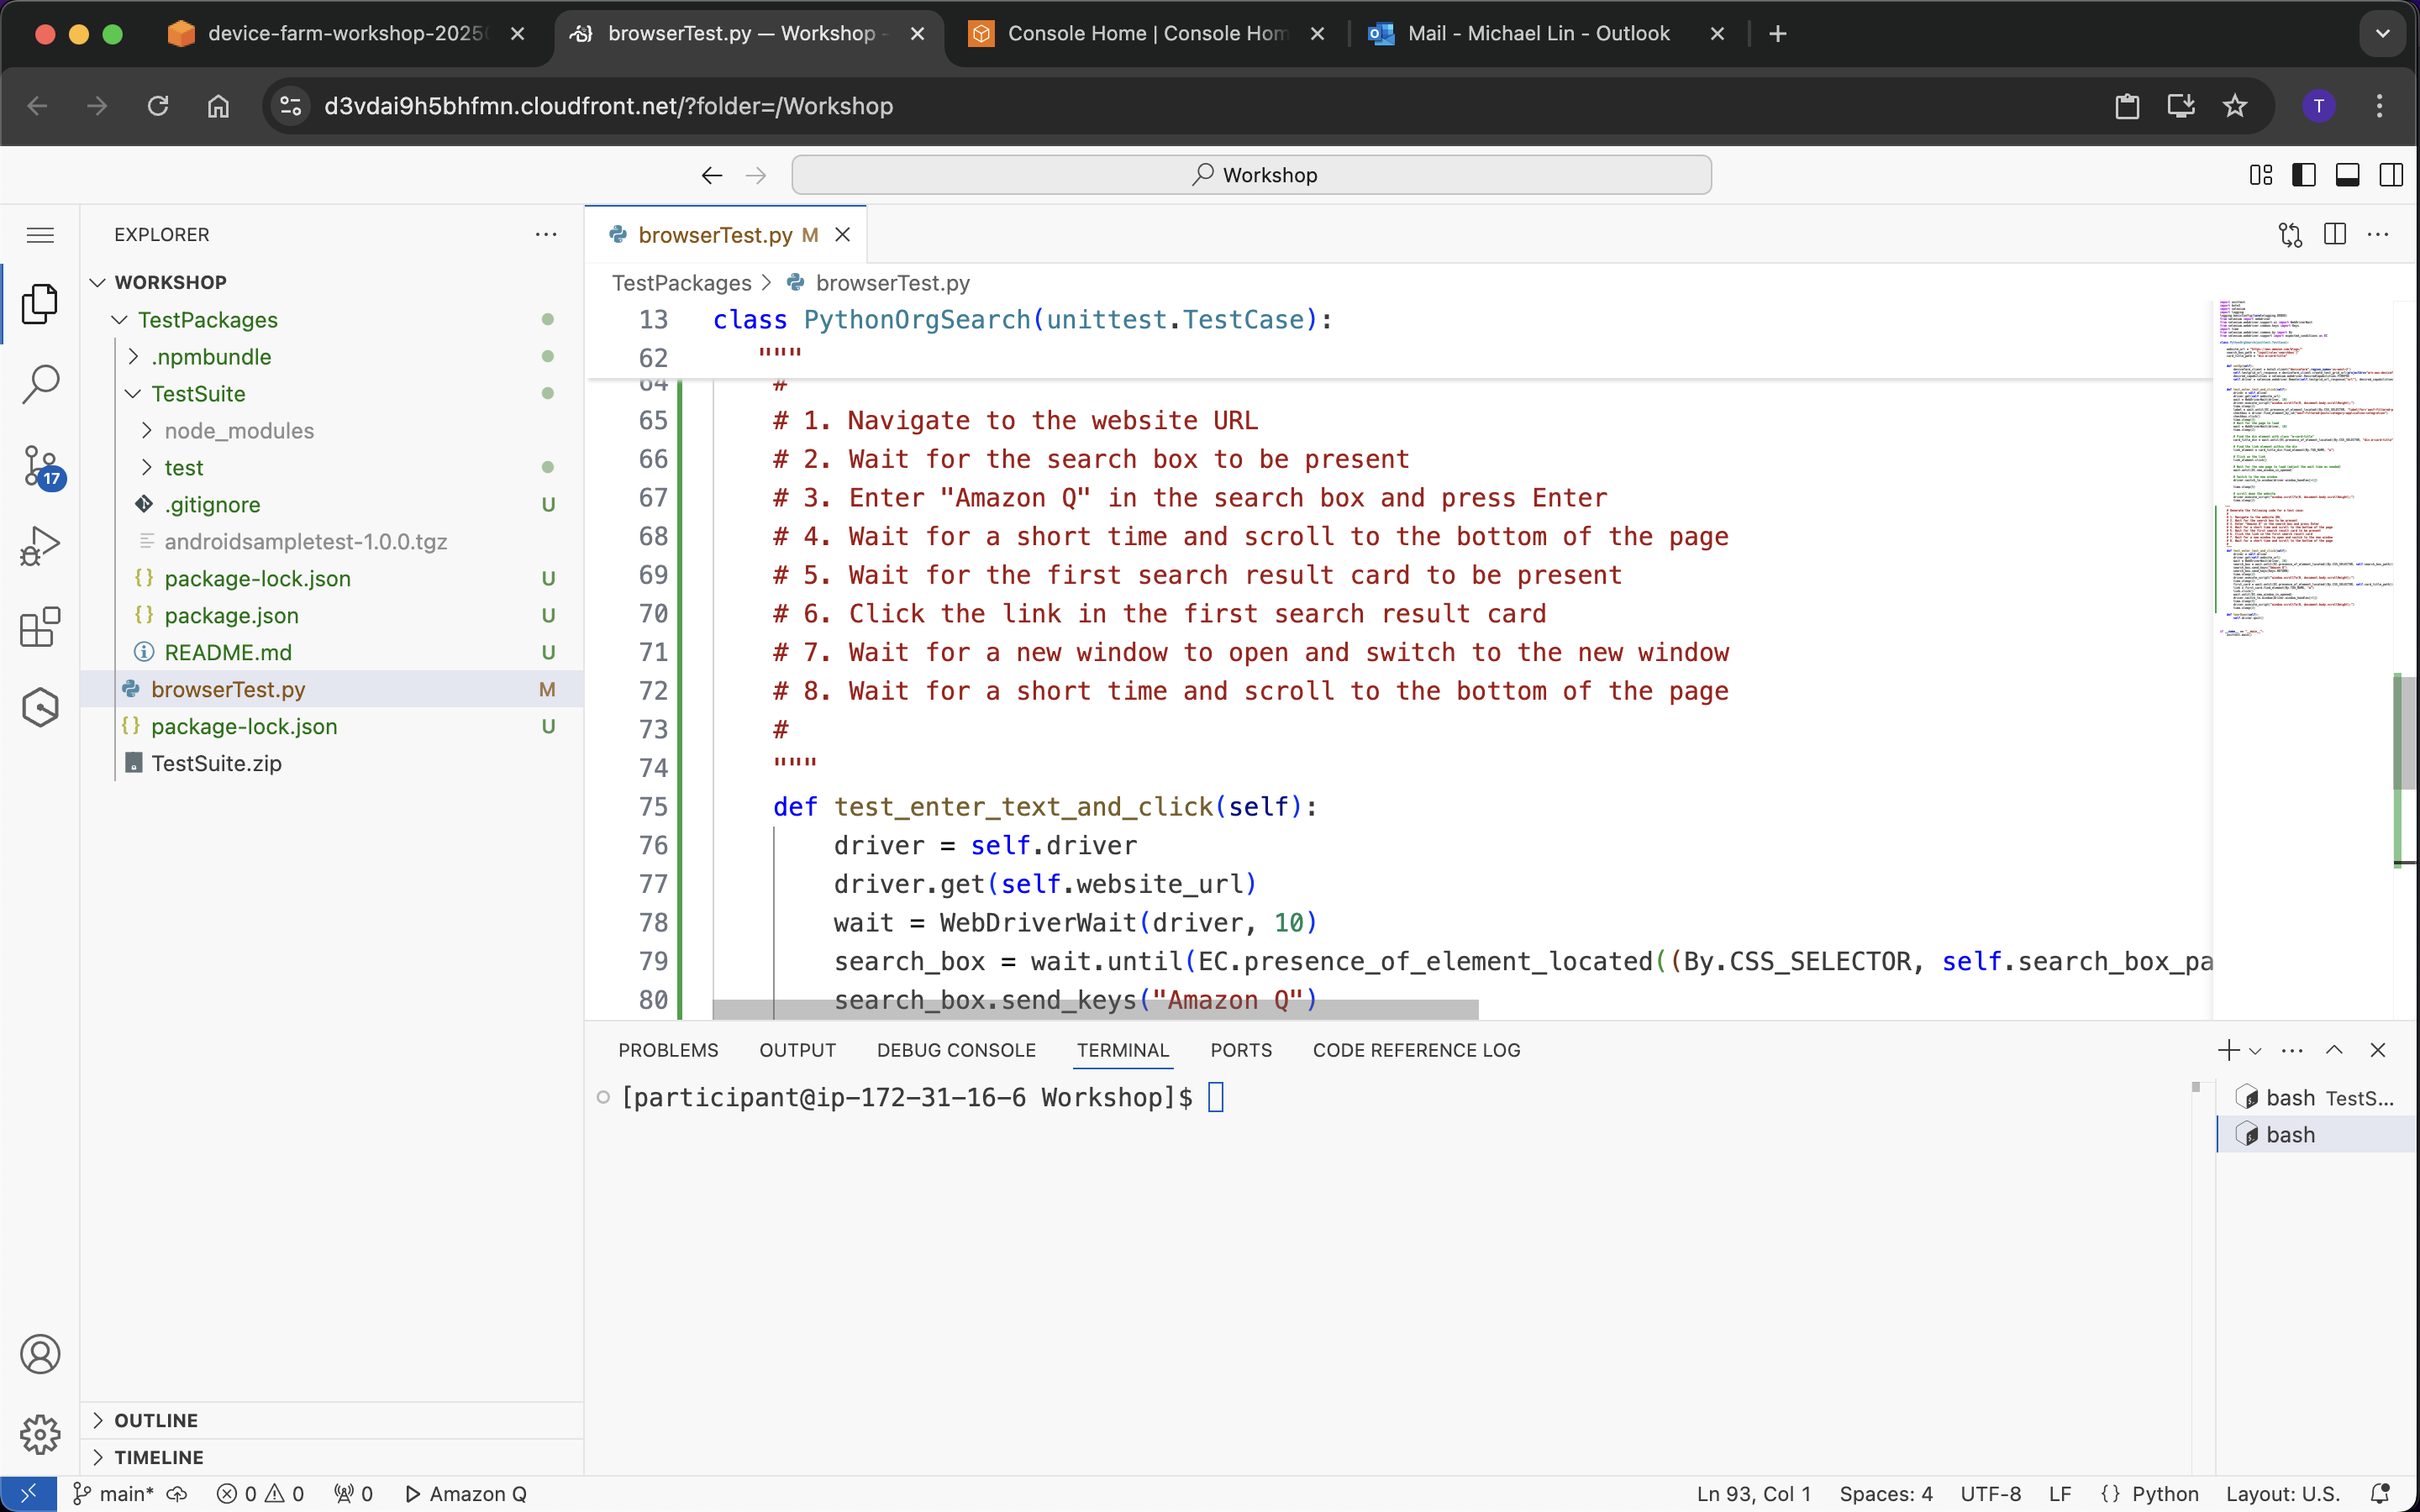 device-farm-workshop-2025
browserTest.py — Workshop -
Console Home | Console Hom
Mail - Michael Lin - Outlook
d3vdai9h5bhfmn.cloudfront.net/?folder=/Workshop
T
Workshop
EXPLORER
WORKSHOP
TestPackages
.npmbundle
TestSuite
node_modules
test
.gitignore U
androidsampletest-1.0.0.tgz
package-lock.json U
package.json U
README.md U
browserTest.py M
package-lock.json U
TestSuite.zip
17
OUTLINE
TIMELINE
browserTest.py M
TestPackages > browserTest.py
13 class PythonOrgSearch(unittest.TestCase):
62 """
64 #
65 # 1. Navigate to the website URL
66 # 2. Wait for the search box to be present
67 # 3. Enter "Amazon Q" in the search box and press Enter
68 # 4. Wait for a short time and scroll to the bottom of the page
69 # 5. Wait for the first search result card to be present
70 # 6. Click the link in the first search result card
71 # 7. Wait for a new window to open and switch to the new window
72 # 8. Wait for a short time and scroll to the bottom of the page
73 #
74 """
75 def test_enter_text_and_click(self):
76 driver = self.driver
77 driver.get(self.website_url)
78 wait = WebDriverWait(driver, 10)
79 search_box = wait.until(EC.presence_of_element_located((By.CSS_SELECTOR, self.search_box_pa
80 search_box.send_keys("Amazon Q")
PROBLEMS OUTPUT DEBUG CONSOLE TERMINAL PORTS CODE REFERENCE LOG
[participant@ip-172-31-16-6 Workshop]$
bash TestS...
bash
main* 0 0 0 Amazon Q Ln 93, Col 1 Spaces: 4 UTF-8 LF {} Python Layout: U.S.